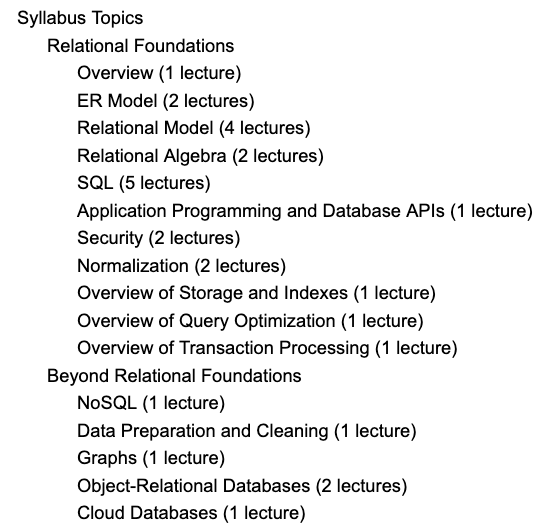 Syllabus Topics
Relational Foundations
Overview (1 lecture)
ER Model (2 lectures)
Relational Model (4 lectures)
Relational Algebra (2 lectures)
SQL (5 lectures)
Application Programming and Database APIs (1 lecture)
Security (2 lectures)
Normalization (2 lectures)
Overview of Storage and Indexes (1 lecture)
Overview of Query Optimization (1 lecture)
Overview of Transaction Processing (1 lecture)
Beyond Relational Foundations
NoSQL (1 lecture)
Data Preparation and Cleaning (1 lecture)
Graphs (1 lecture)
Object-Relational Databases (2 lectures)
Cloud Databases (1 lecture)